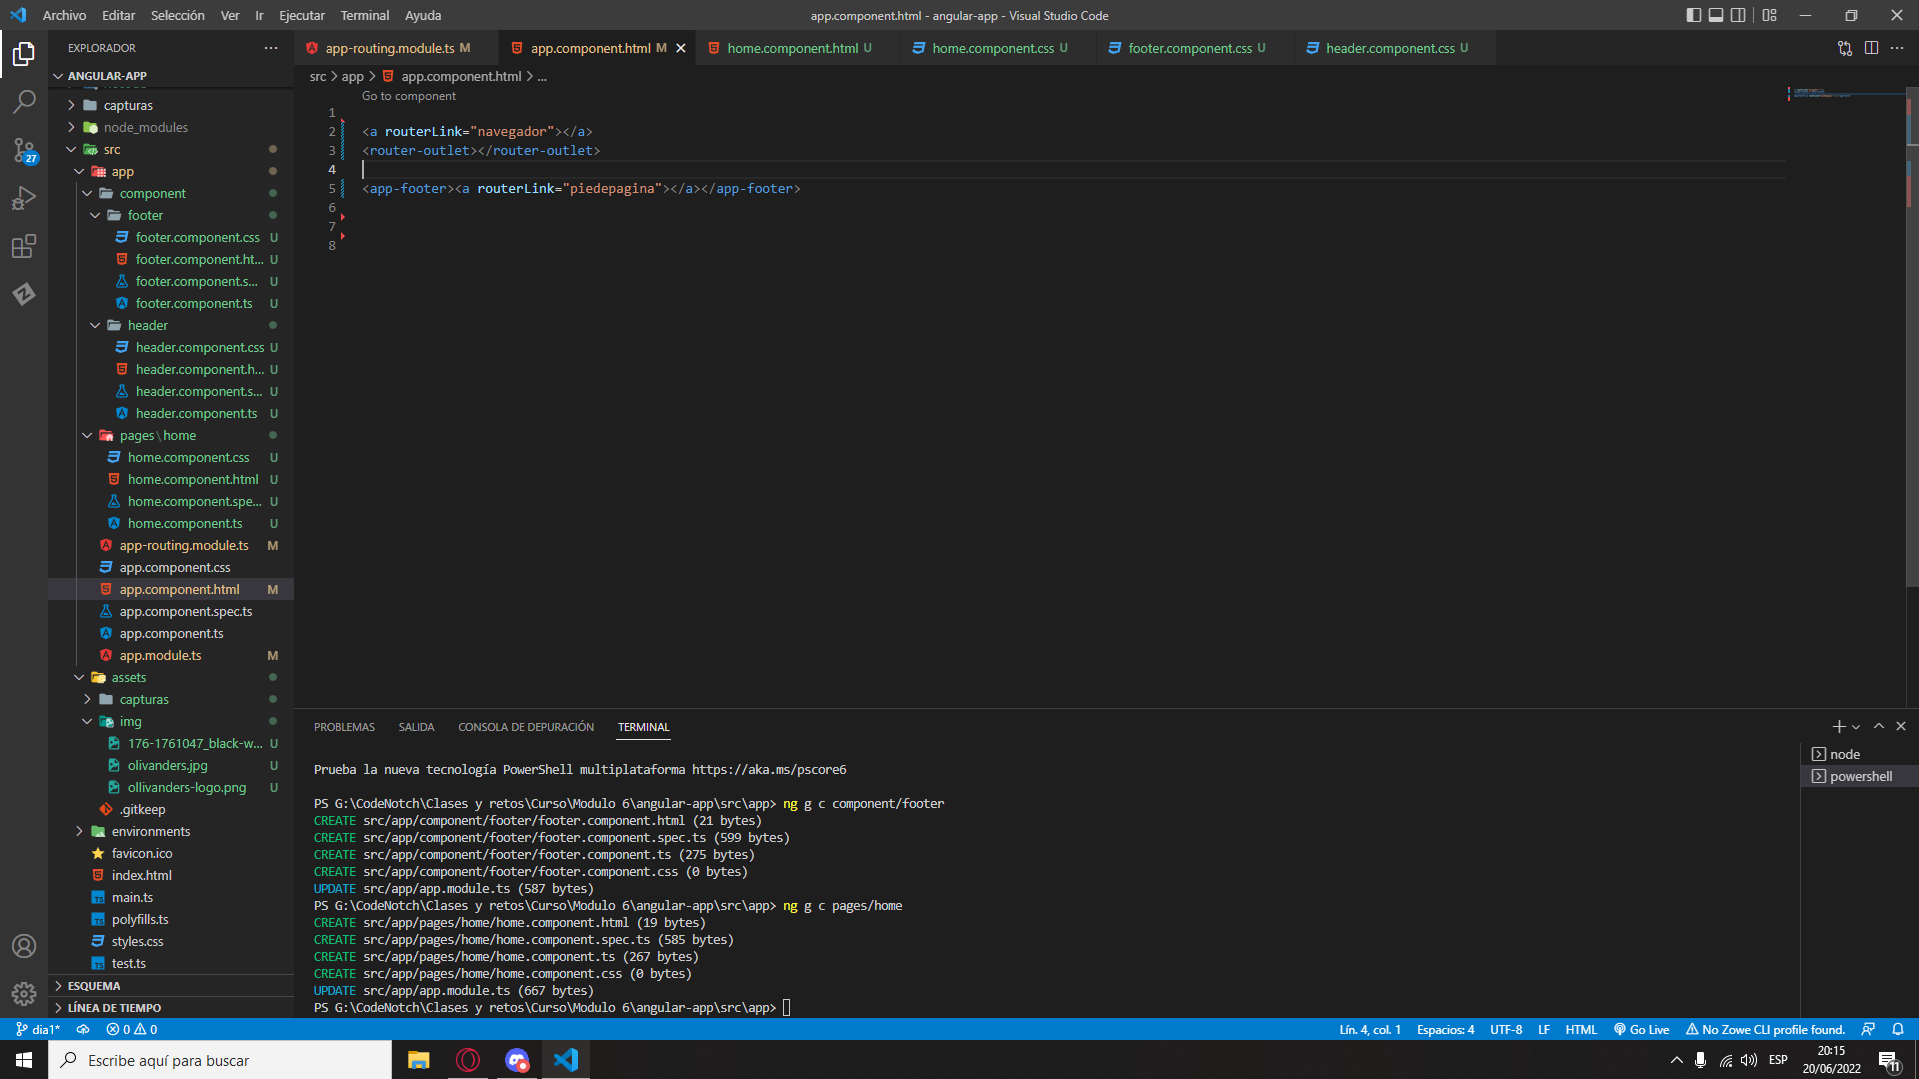 Archivo Editar Selección Ver Ir Ejecutar Terminal Ayuda
app.component.html - angular-app - Visual Studio Code
EXPLORADOR
app-routing.module.ts M
app.component.html M
home.component.html U
home.component.css U
footer.component.css U
header.component.css U
ANGULAR-APP
src > app > app.component.html > ...
Go to component
capturas
node_modules
src
app
component
footer
footer.component.css U
footer.component.ht... U
footer.component.s... U
footer.component.ts U
header
header.component.css U
header.component.h... U
header.component.s... U
header.component.ts U
pages\home
home.component.css U
home.component.html U
home.component.spe... U
home.component.ts U
app-routing.module.ts M
app.component.css
app.component.html M
app.component.spec.ts
app.component.ts
app.module.ts M
assets
capturas
img
176-1761047_black-w... U
olivanders.jpg U
ollivanders-logo.png U
.gitkeep
environments
favicon.ico
index.html
main.ts
polyfills.ts
styles.css
test.ts
ESQUEMA
LÍNEA DE TIEMPO
27
1
2 <a routerLink="navegador"></a>
3 <router-outlet></router-outlet>
4
5 <app-footer><a routerLink="piedepagina"></a></app-footer>
6
7
8
PROBLEMAS SALIDA CONSOLA DE DEPURACIÓN TERMINAL
node
powershell
Prueba la nueva tecnología PowerShell multiplataforma https://aka.ms/pscore6
PS G:\CodeNotch\Clases y retos\Curso\Modulo 6\angular-app\src\app> ng g c component/footer
CREATE src/app/component/footer/footer.component.html (21 bytes)
CREATE src/app/component/footer/footer.component.spec.ts (599 bytes)
CREATE src/app/component/footer/footer.component.ts (275 bytes)
CREATE src/app/component/footer/footer.component.css (0 bytes)
UPDATE src/app/app.module.ts (587 bytes)
PS G:\CodeNotch\Clases y retos\Curso\Modulo 6\angular-app\src\app> ng g c pages/home
CREATE src/app/pages/home/home.component.html (19 bytes)
CREATE src/app/pages/home/home.component.spec.ts (585 bytes)
CREATE src/app/pages/home/home.component.ts (267 bytes)
CREATE src/app/pages/home/home.component.css (0 bytes)
UPDATE src/app/app.module.ts (667 bytes)
PS G:\CodeNotch\Clases y retos\Curso\Modulo 6\angular-app\src\app>
dia1* 0 0
Lín. 4, col. 1 Espacios: 4 UTF-8 LF HTML Go Live No Zowe CLI profile found.
Escribe aquí para buscar
ESP
20:15
20/06/2022
11